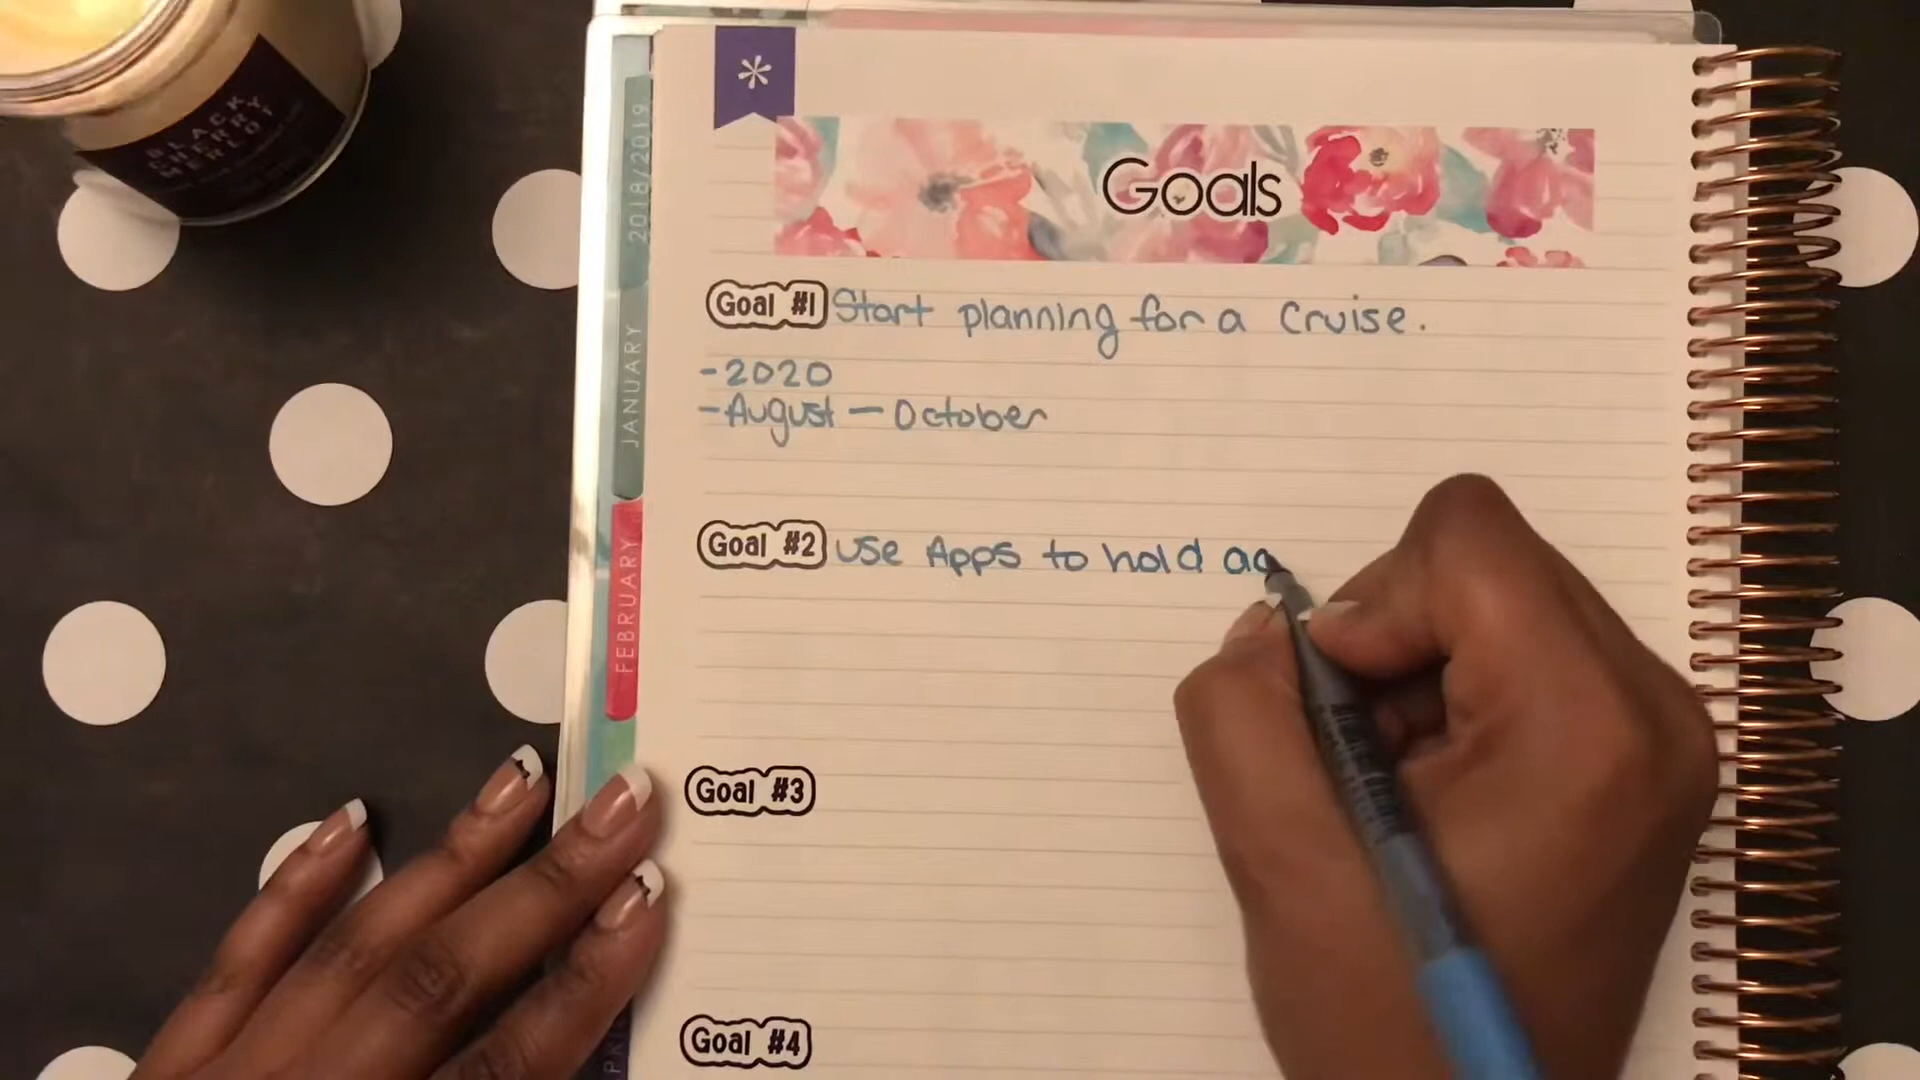 BLACK
CHERRY
MERLOT
*
2018/2019
JANUARY
FEBRUARY
Goals
Goal #1 Start planning for a Cruise.
-2020
-August - October
Goal #2 Use Apps to hold ac
Goal #3
Goal #4